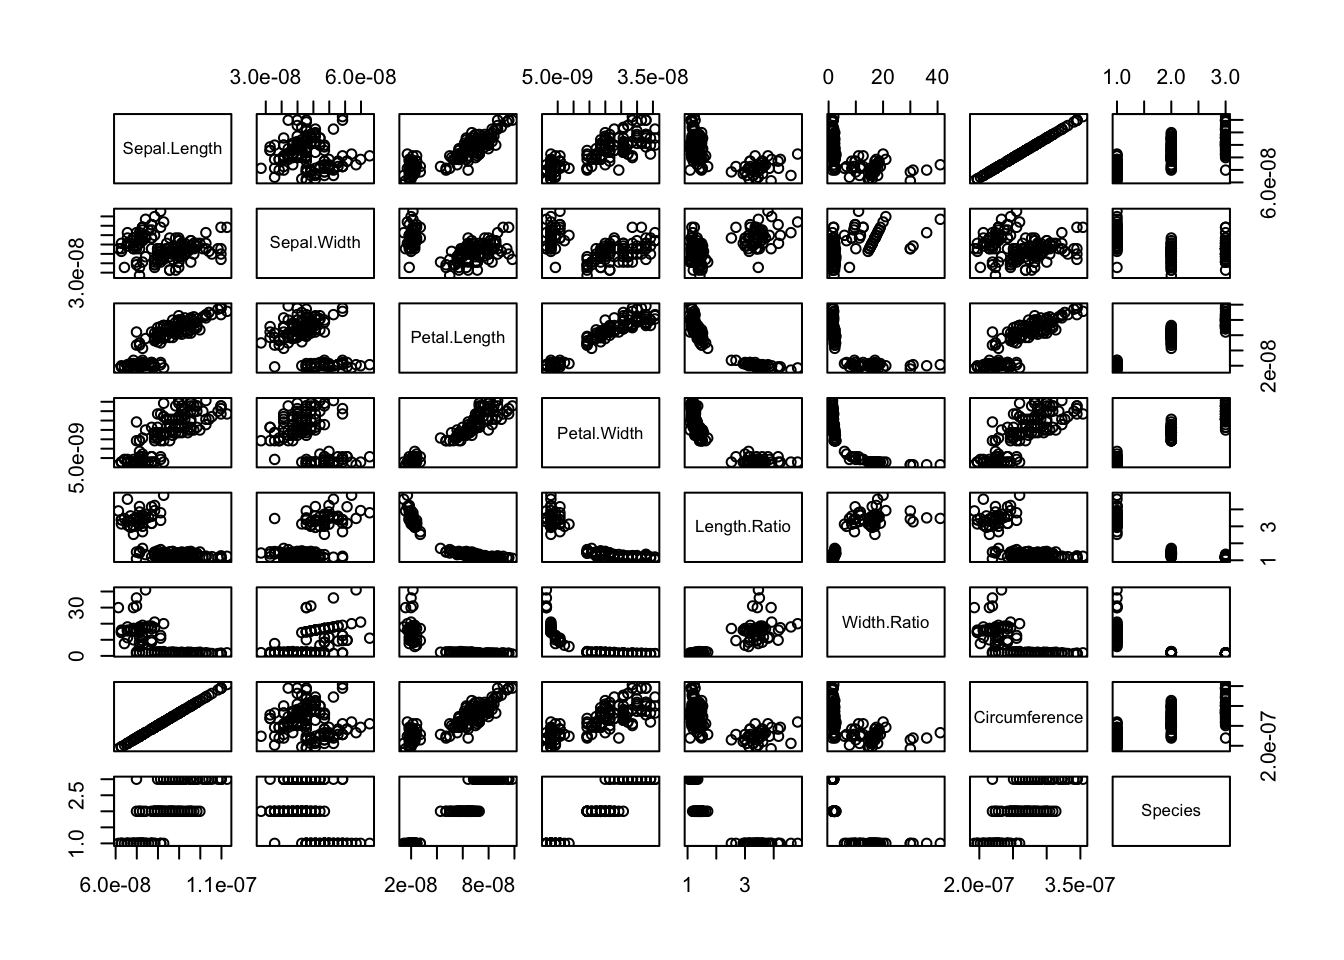 3.0e-08 6.0e-08 5.0e-09 3.5e-08 0 20 40 1.0 2.0 3.0
Sepal.Length
6.0e-08
Sepal.Width
3.0e-08
Petal.Length
2e-08
Petal.Width
5.0e-09
Length.Ratio
1 3
Width.Ratio
0 30
Circumference
2.0e-07
Species
1.0 2.5
6.0e-08 1.1e-07 2e-08 8e-08 1 3 2.0e-07 3.5e-07